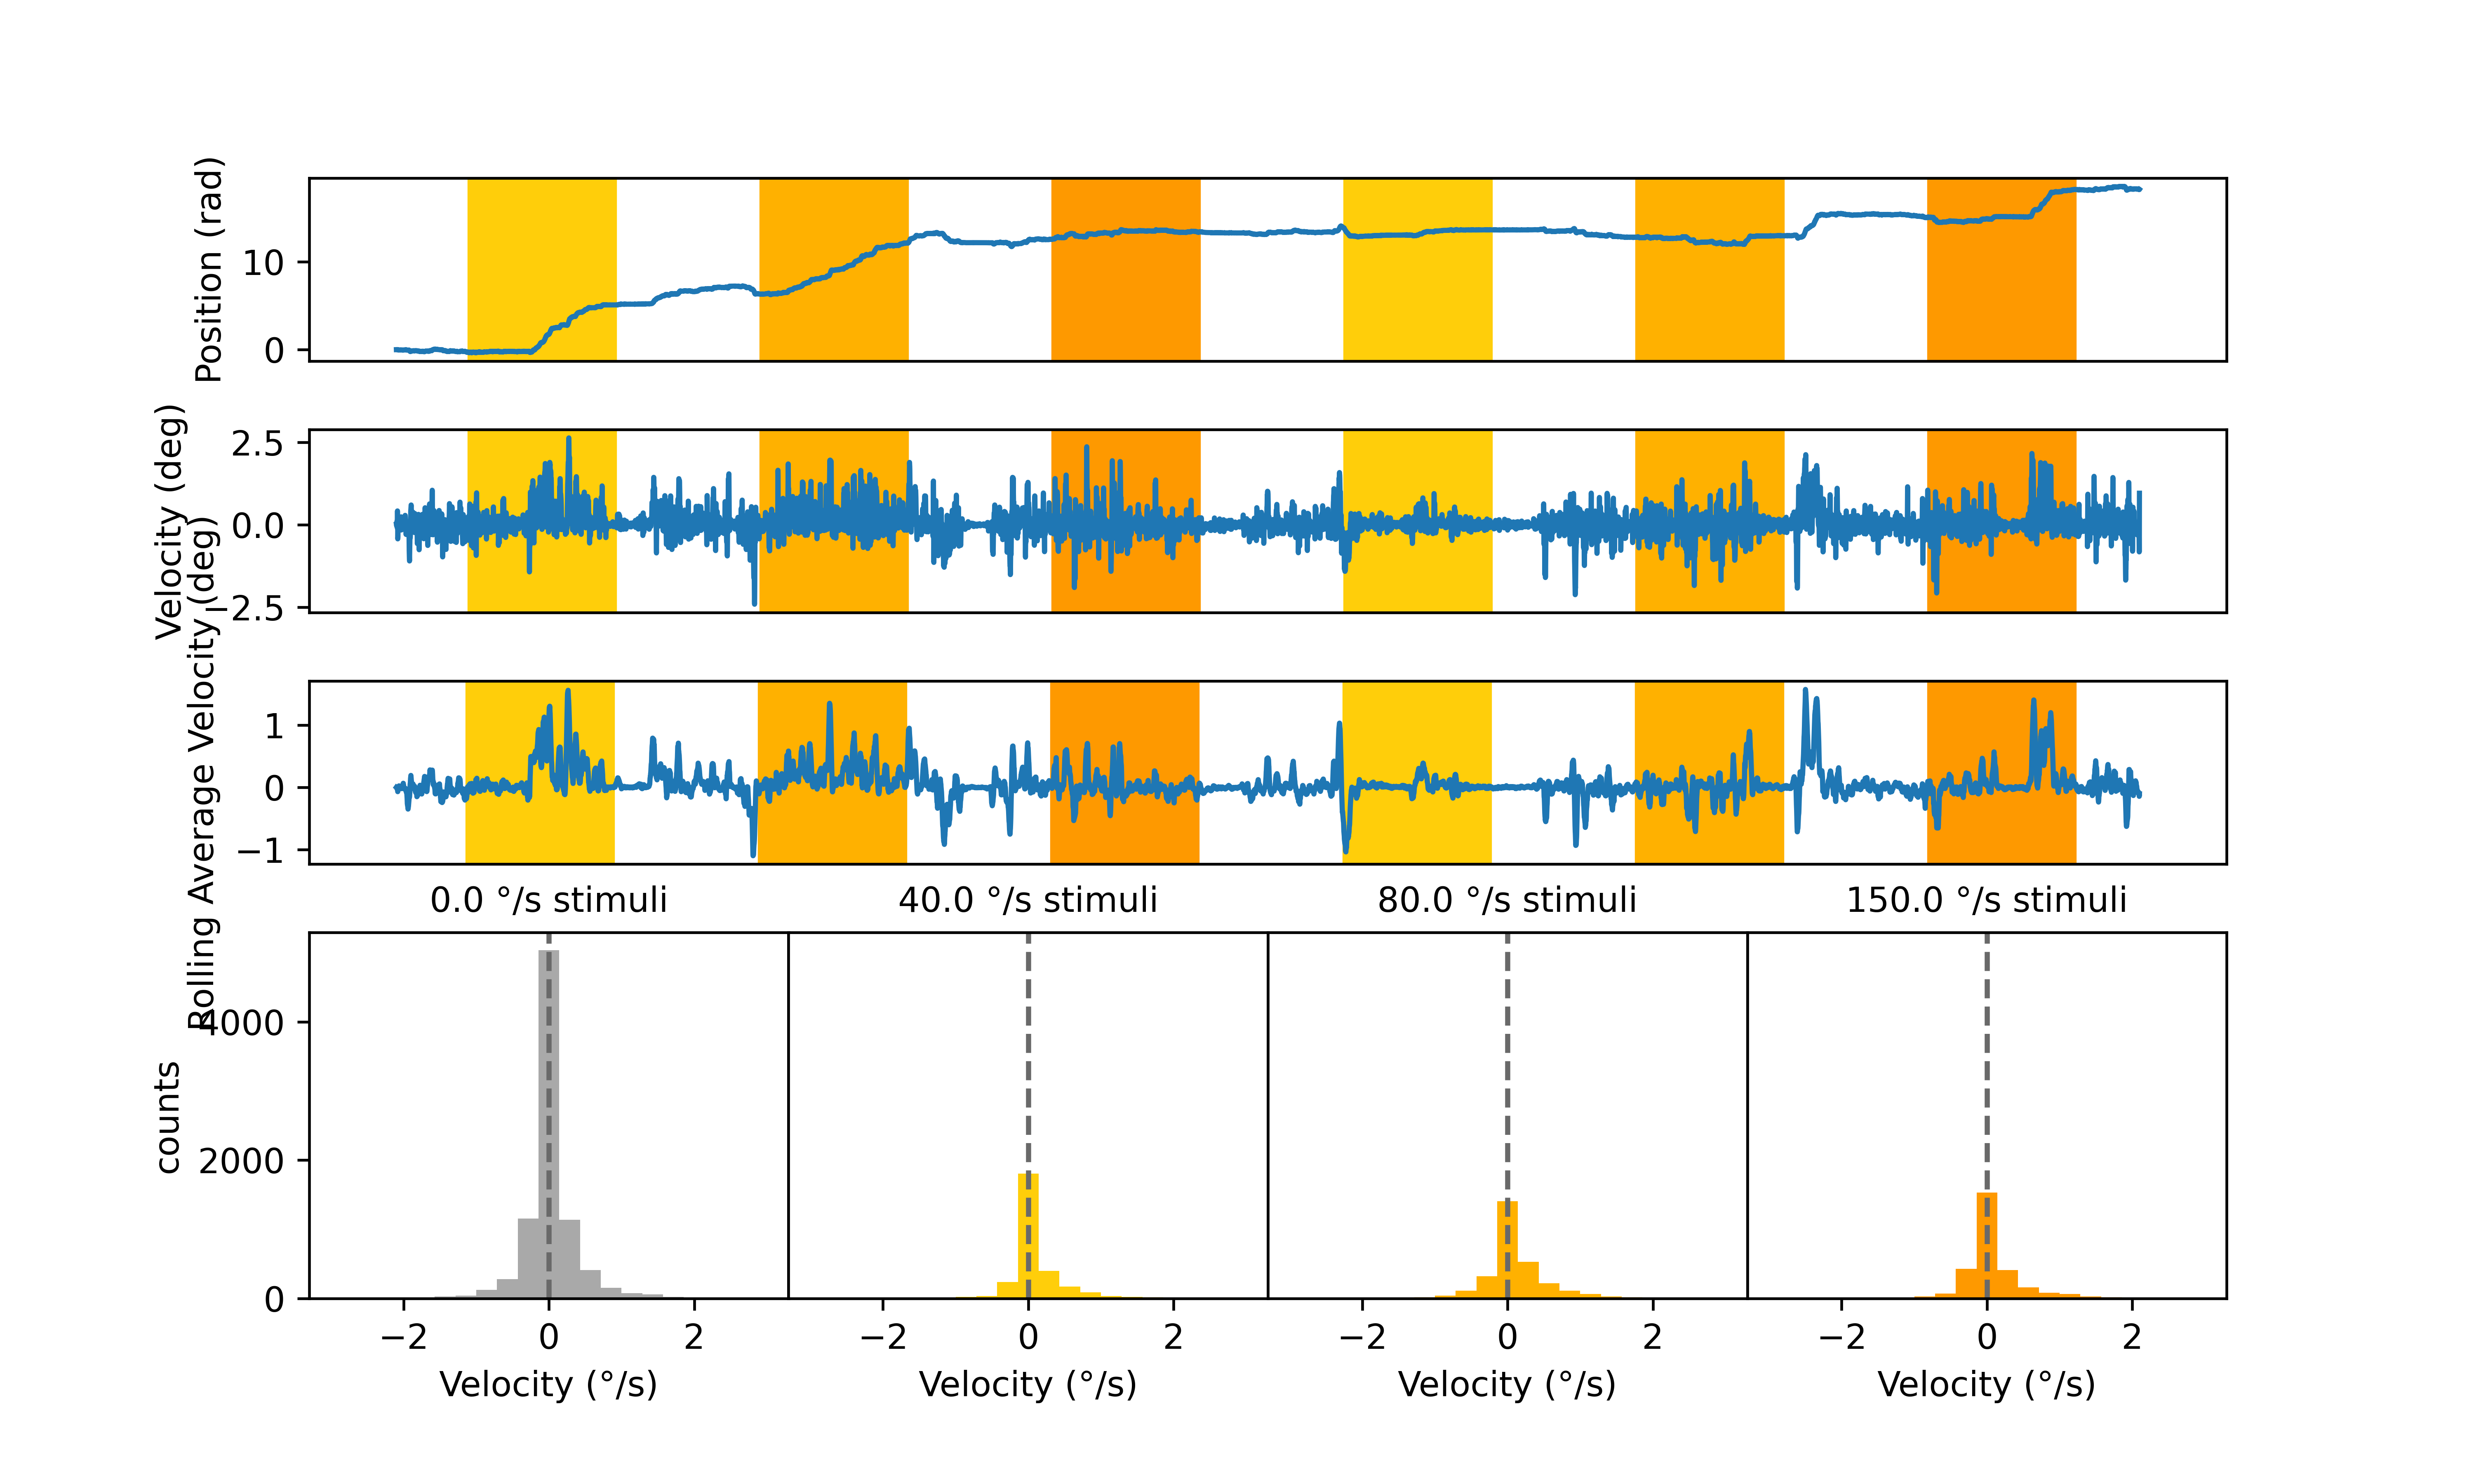 Position (rad)
10
0
Velocity (deg)
2.5
0.0
−2.5
Rolling Average Velocity (deg)
1
0
−1
0.0 °/s stimuli
40.0 °/s stimuli
80.0 °/s stimuli
150.0 °/s stimuli
counts
4000
2000
0
−2 0 2
−2 0 2
−2 0 2
−2 0 2
Velocity (°/s)
Velocity (°/s)
Velocity (°/s)
Velocity (°/s)